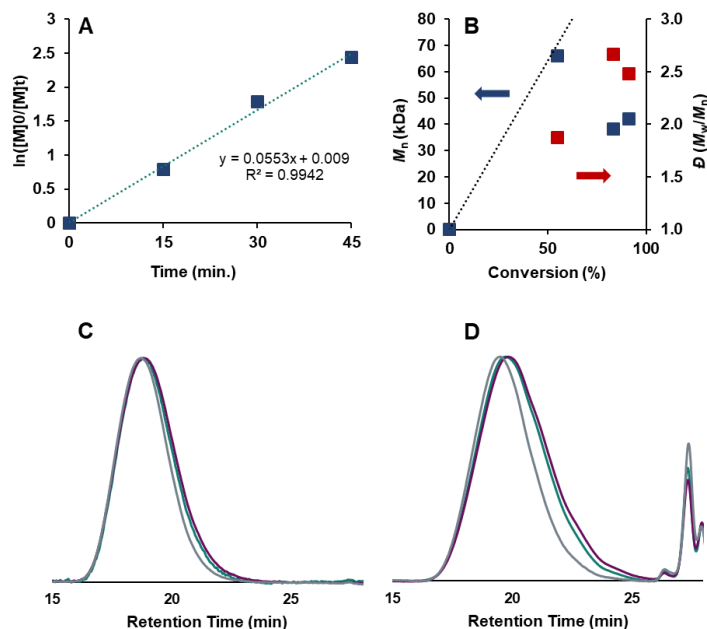 A
3
2.5
2
1.5
1
0.5
0
ln([M]0/[M]t)
y = 0.0553x + 0.009
R² = 0.9942
0 15 30 45
Time (min.)
B
80
70
60
50
40
30
20
10
0
Mn (kDa)
3.0
2.5
2.0
1.5
1.0
Đ (Mw/Mn)
0 50 100
Conversion (%)
C
15 20 25
Retention Time (min)
D
15 20 25
Retention Time (min)